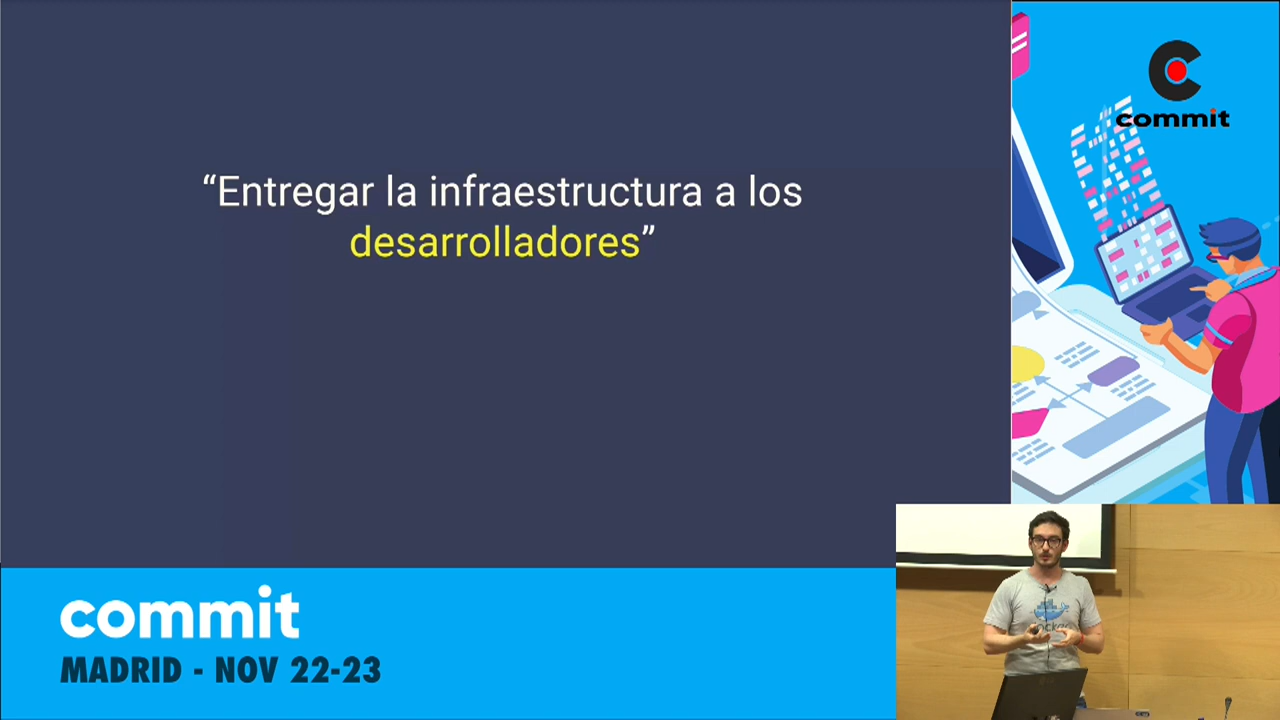 “Entregar la infraestructura a los
desarrolladores”
commit
commit
MADRID - NOV 22-23